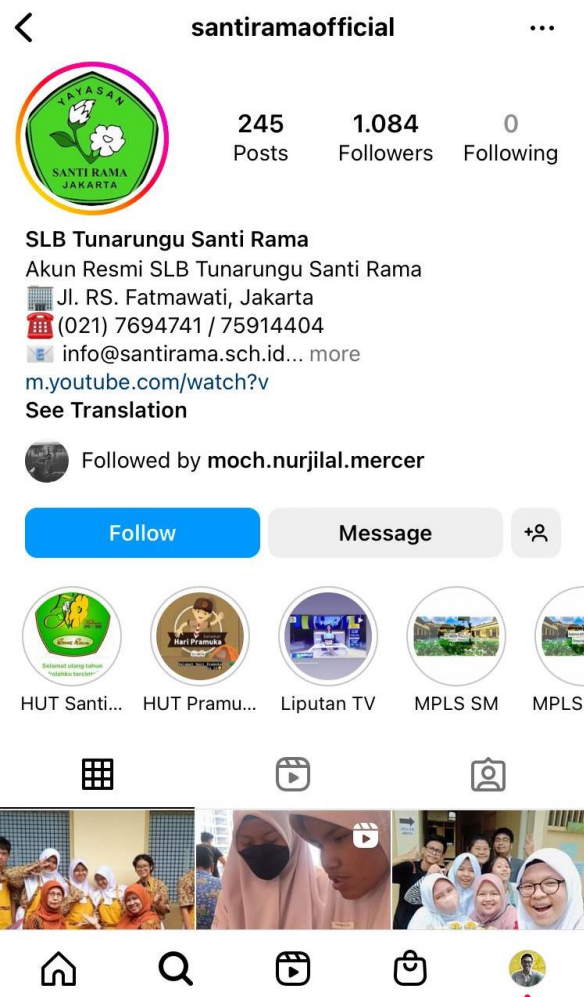 santiramaofficial
YAYASAN
SANTI RAMA
JAKARTA
245
Posts
1.084
Followers
0
Following
SLB Tunarungu Santi Rama
Akun Resmi SLB Tunarungu Santi Rama
Jl. RS. Fatmawati, Jakarta
(021) 7694741 / 75914404
info@santirama.sch.id... more
m.youtube.com/watch?v
See Translation
Followed by moch.nurjilal.mercer
Follow
Message
Selamat ulang tahun
Hari Pramuka
HUT Santi...
HUT Pramu...
Liputan TV
MPLS SM
MPLS